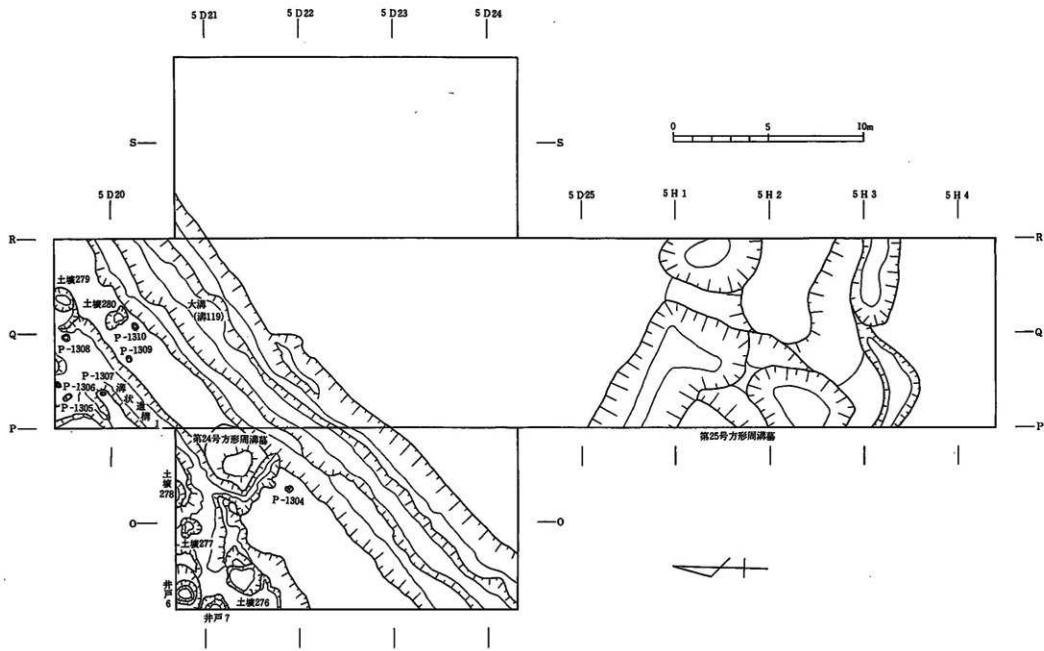 5D21 5D22 5D23 5D24
S S
0 5 10m
5D20 5D25 5H1 5H2 5H3 5H4
R R
土壙279
土壙280
大溝
(溝119)
P-1310
Q Q
P-1308
P-1309
P-1307
P-1306
P-1305
溝状遺構1
P P
第24号方形周溝墓
第25号方形周溝墓
土壙278
P-1304
O O
土壙277
井戸6
土壙276
井戸7